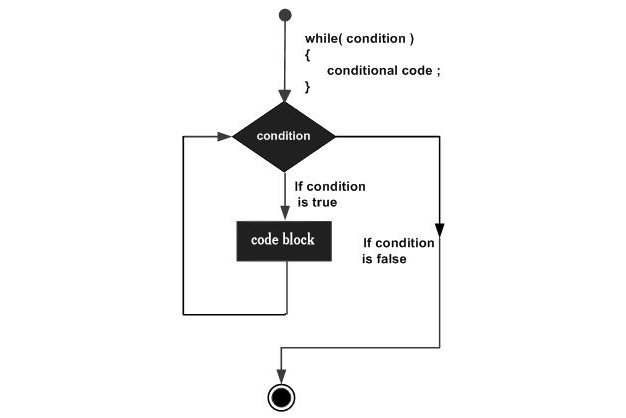 while( condition )
{
conditional code ;
}
condition
If condition
is true
code block
If condition
is false